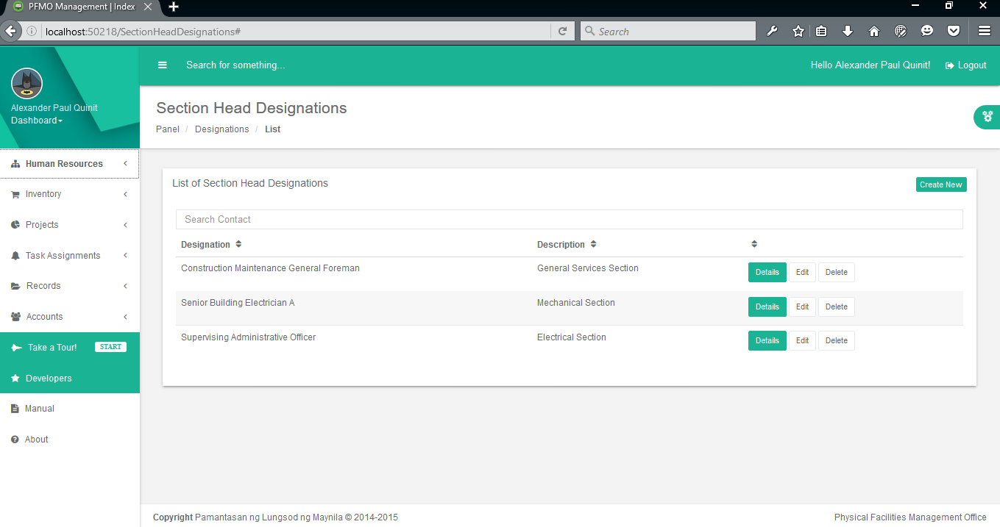 PFMO Management | Index
localhost:50218/SectionHeadDesignations#
Search
Alexander Paul Quinit
Dashboard
Human Resources
Inventory
Projects
Task Assignments
Records
Accounts
Take a Tour! START
Developers
Manual
About
Search for something...
Hello Alexander Paul Quinit! Logout
Section Head Designations
Panel / Designations / List
List of Section Head Designations
Create New
Search Contact
Designation Description
Construction Maintenance General Foreman General Services Section Details Edit Delete
Senior Building Electrician A Mechanical Section Details Edit Delete
Supervising Administrative Officer Electrical Section Details Edit Delete
Copyright Pamantasan ng Lungsod ng Maynila © 2014-2015
Physical Facilities Management Office